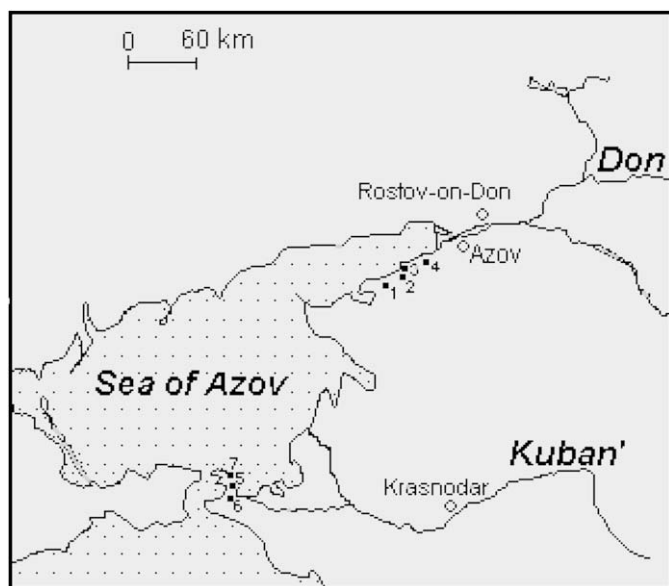 0 60 km
Don
Rostov-on-Don
Azov
4
3
2
1
Sea of Azov
Kuban'
7
5
6
Krasnodar